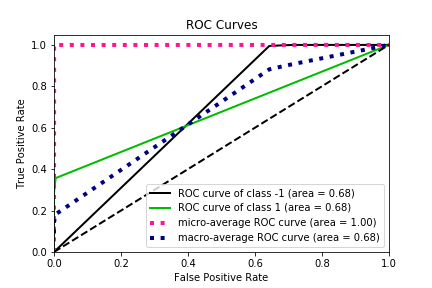 ROC Curves
True Positive Rate
1.0
0.8
0.6
0.4
0.2
0.0
ROC curve of class -1 (area = 0.68)
ROC curve of class 1 (area = 0.68)
micro-average ROC curve (area = 1.00)
macro-average ROC curve (area = 0.68)
0.0 0.2 0.4 0.6 0.8 1.0
False Positive Rate